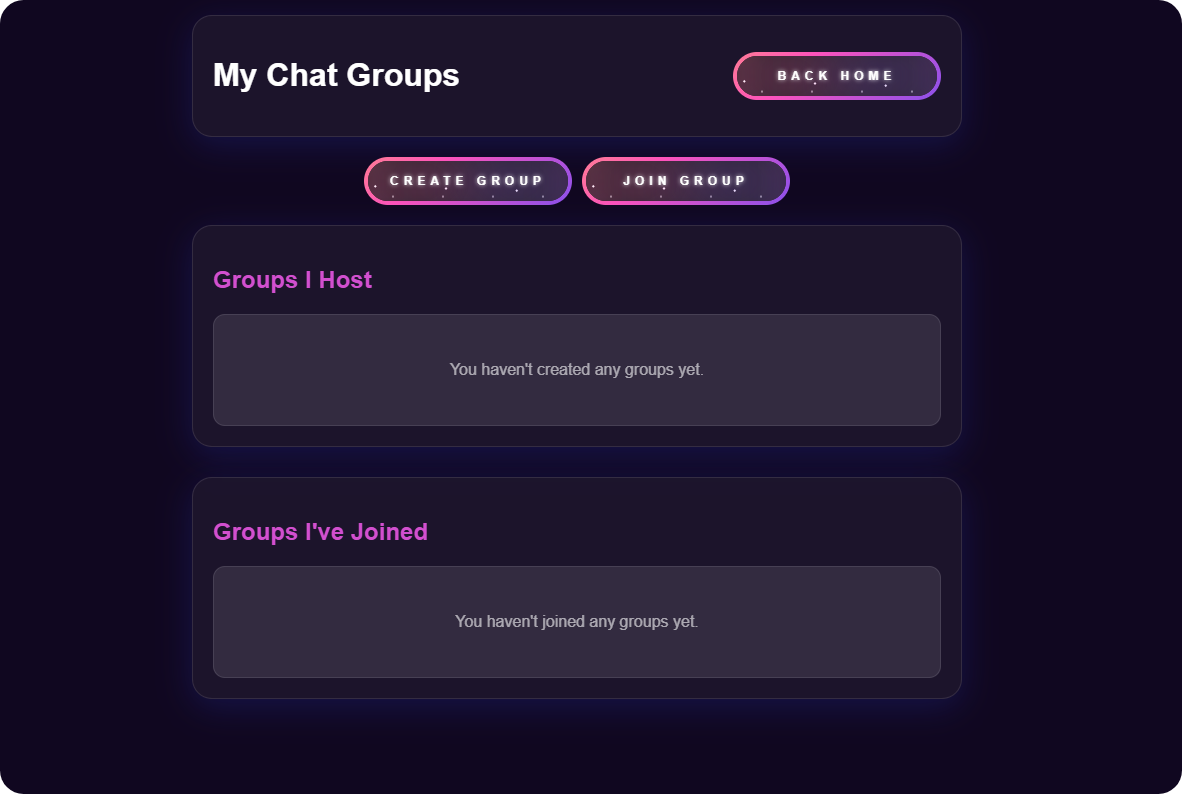 My Chat Groups
BACK HOME
CREATE GROUP
JOIN GROUP
Groups I Host
You haven't created any groups yet.
Groups I've Joined
You haven't joined any groups yet.